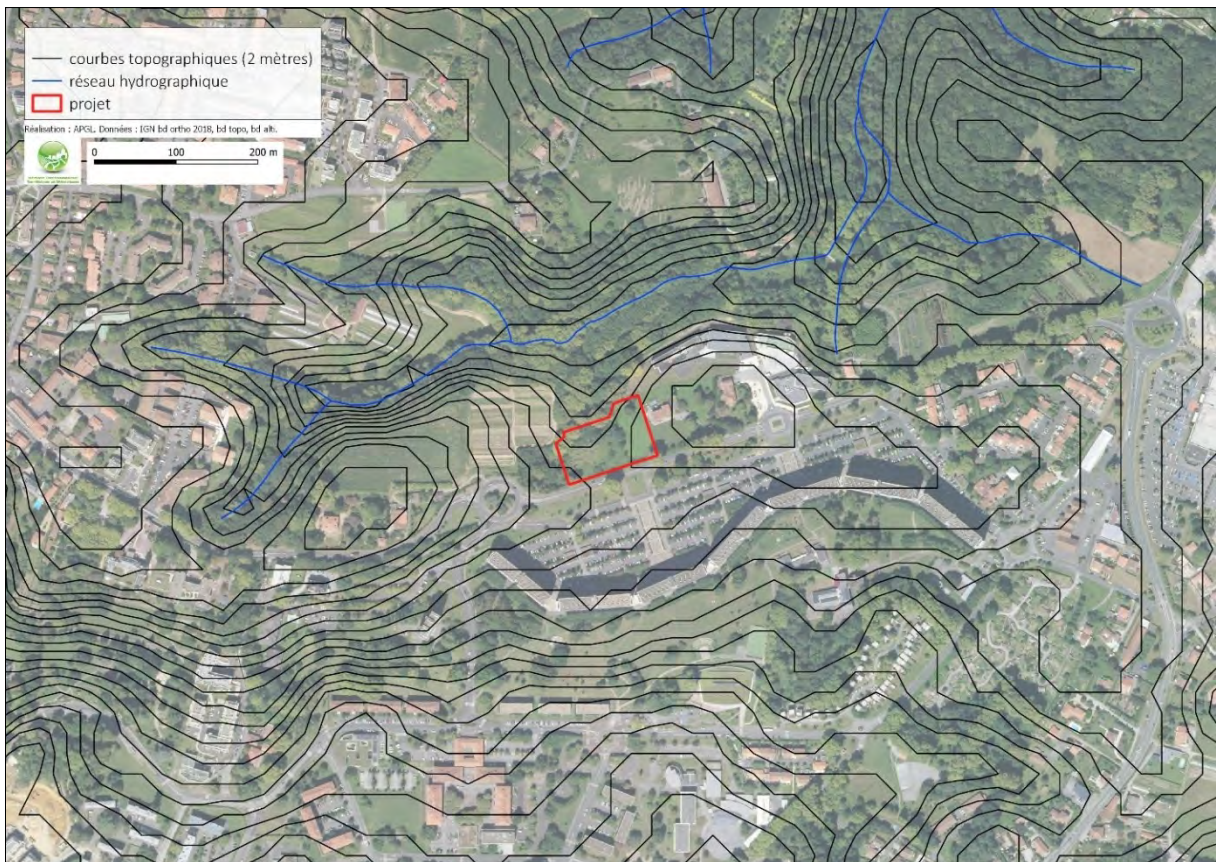 courbes topographiques (2 mètres)
réseau hydrographique
projet
Réalisation : APGL, Données : IGN bd ortho 2018, bd topo, bd alti.
0 100 200 m